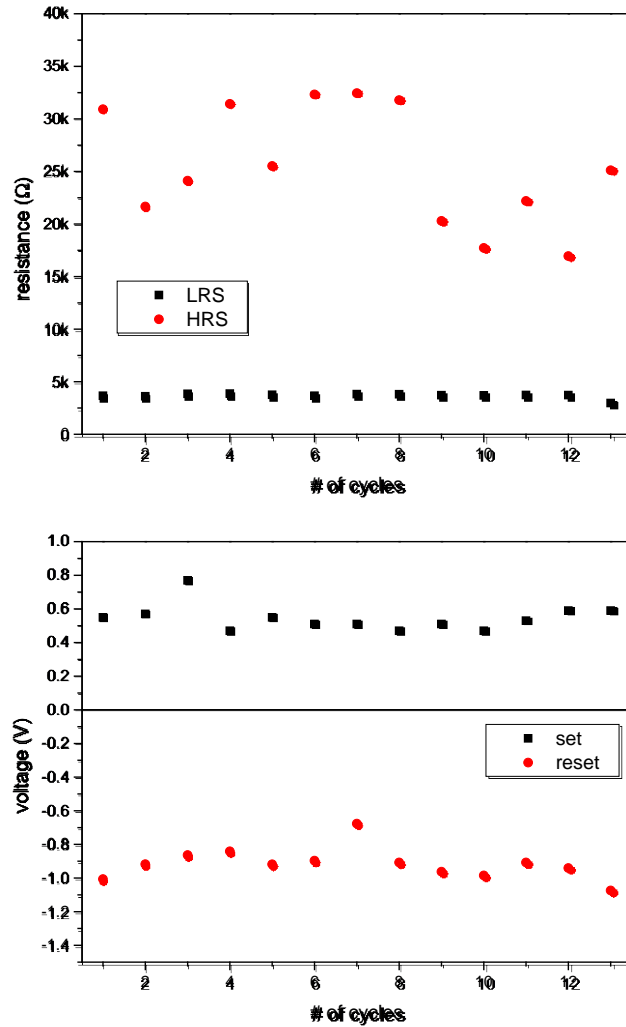 40k
35k
30k
25k
20k
15k
10k
5k
0
resistance (Ω)
LRS
HRS
2 4 6 8 10 12
# of cycles
1.0
0.8
0.6
0.4
0.2
0.0
-0.2
-0.4
-0.6
-0.8
-1.0
-1.2
-1.4
voltage (V)
set
reset
2 4 6 8 10 12
# of cycles